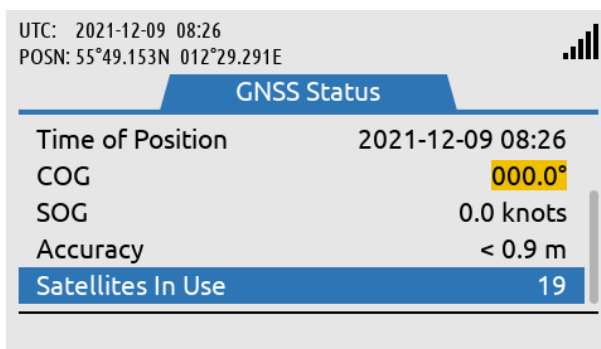 UTC: 2021-12-09 08:26
POSN: 55°49.153N 012°29.291E
GNSS Status
Time of Position 2021-12-09 08:26
COG 000.0°
SOG 0.0 knots
Accuracy < 0.9 m
Satellites In Use 19